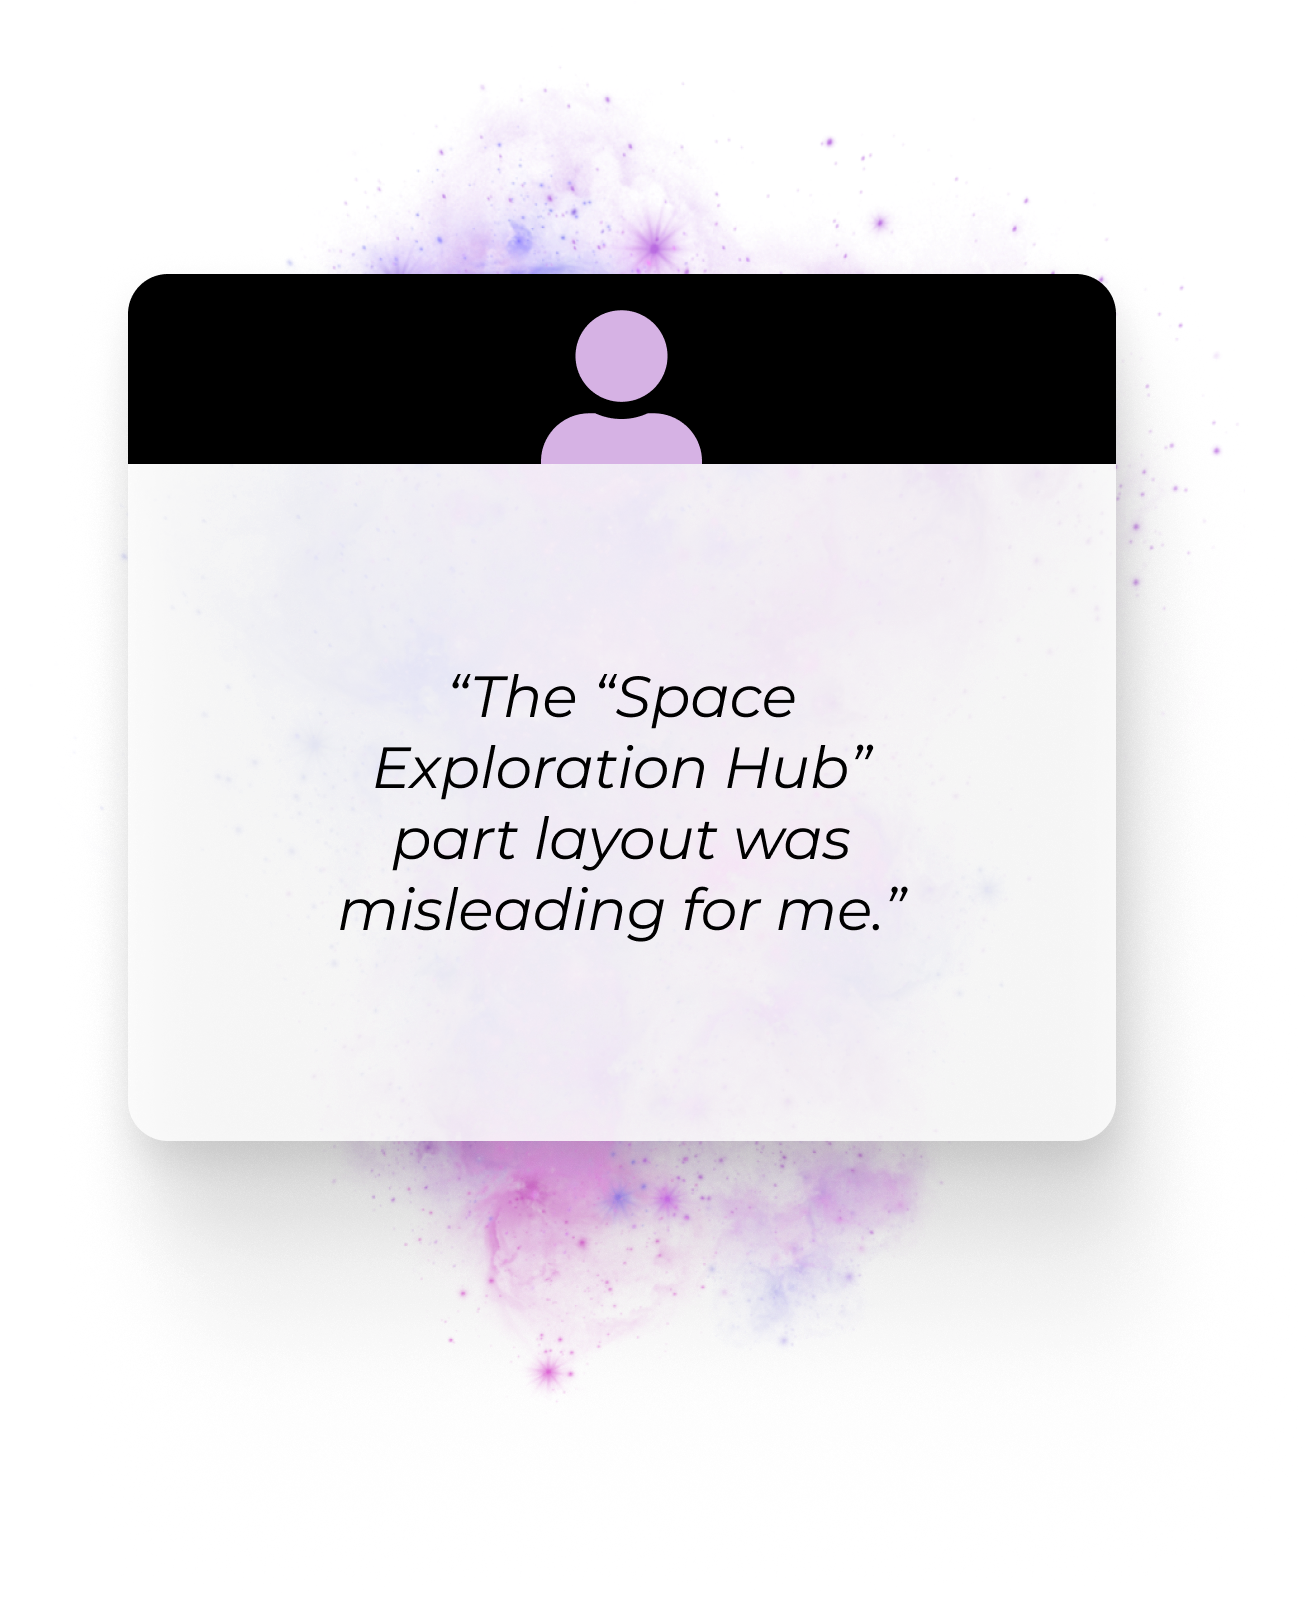 “The “Space
Exploration Hub”
part layout was
misleading for me.”